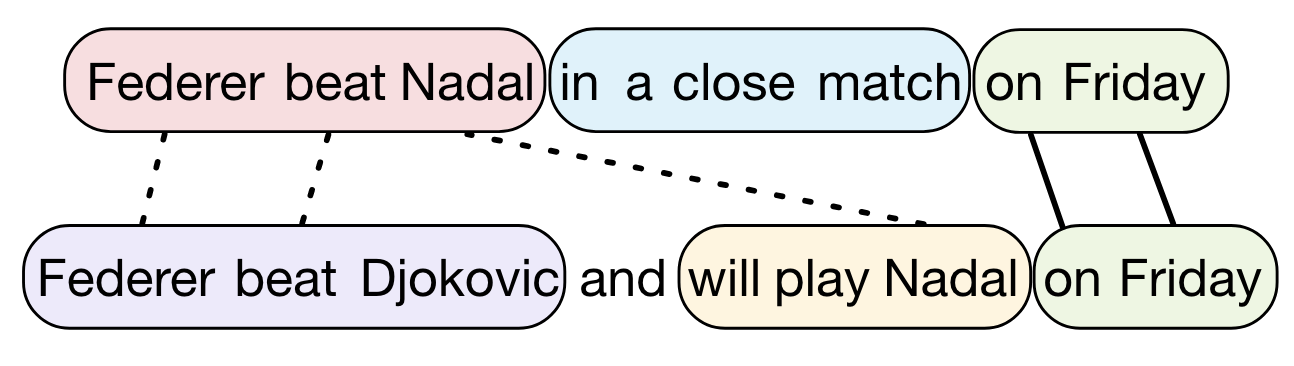 Federer beat Nadal in a close match on Friday
Federer beat Djokovic and will play Nadal on Friday